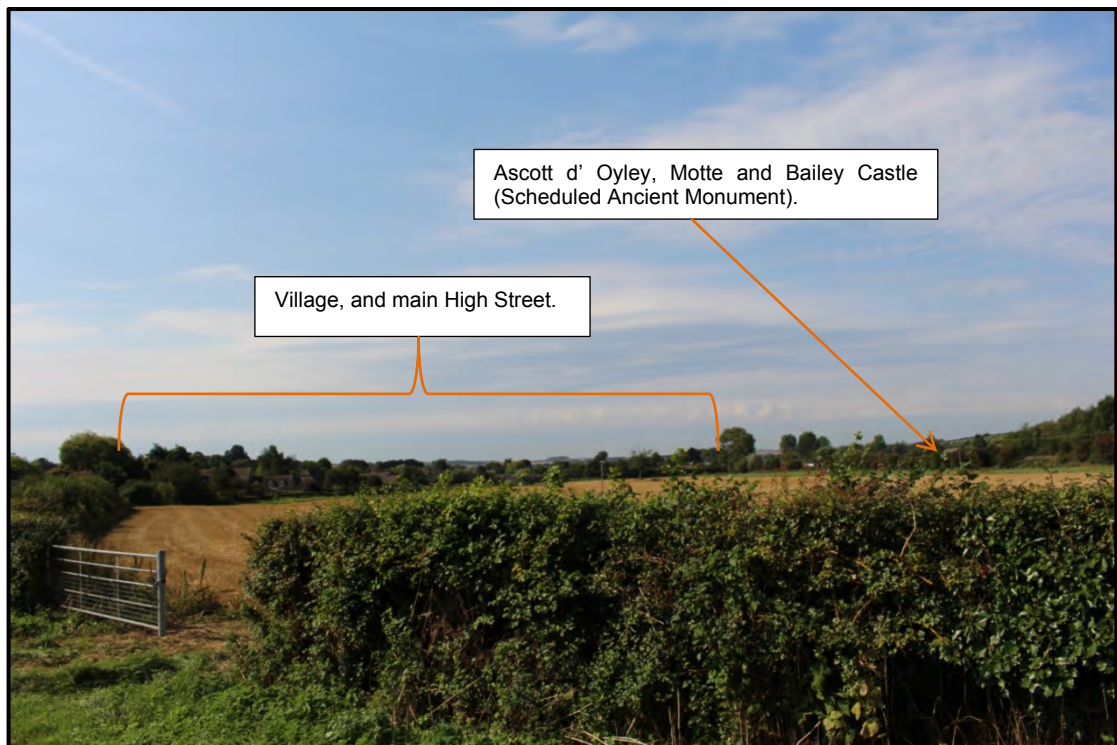 Ascott d' Oyley, Motte and Bailey Castle
(Scheduled Ancient Monument).
Village, and main High Street.